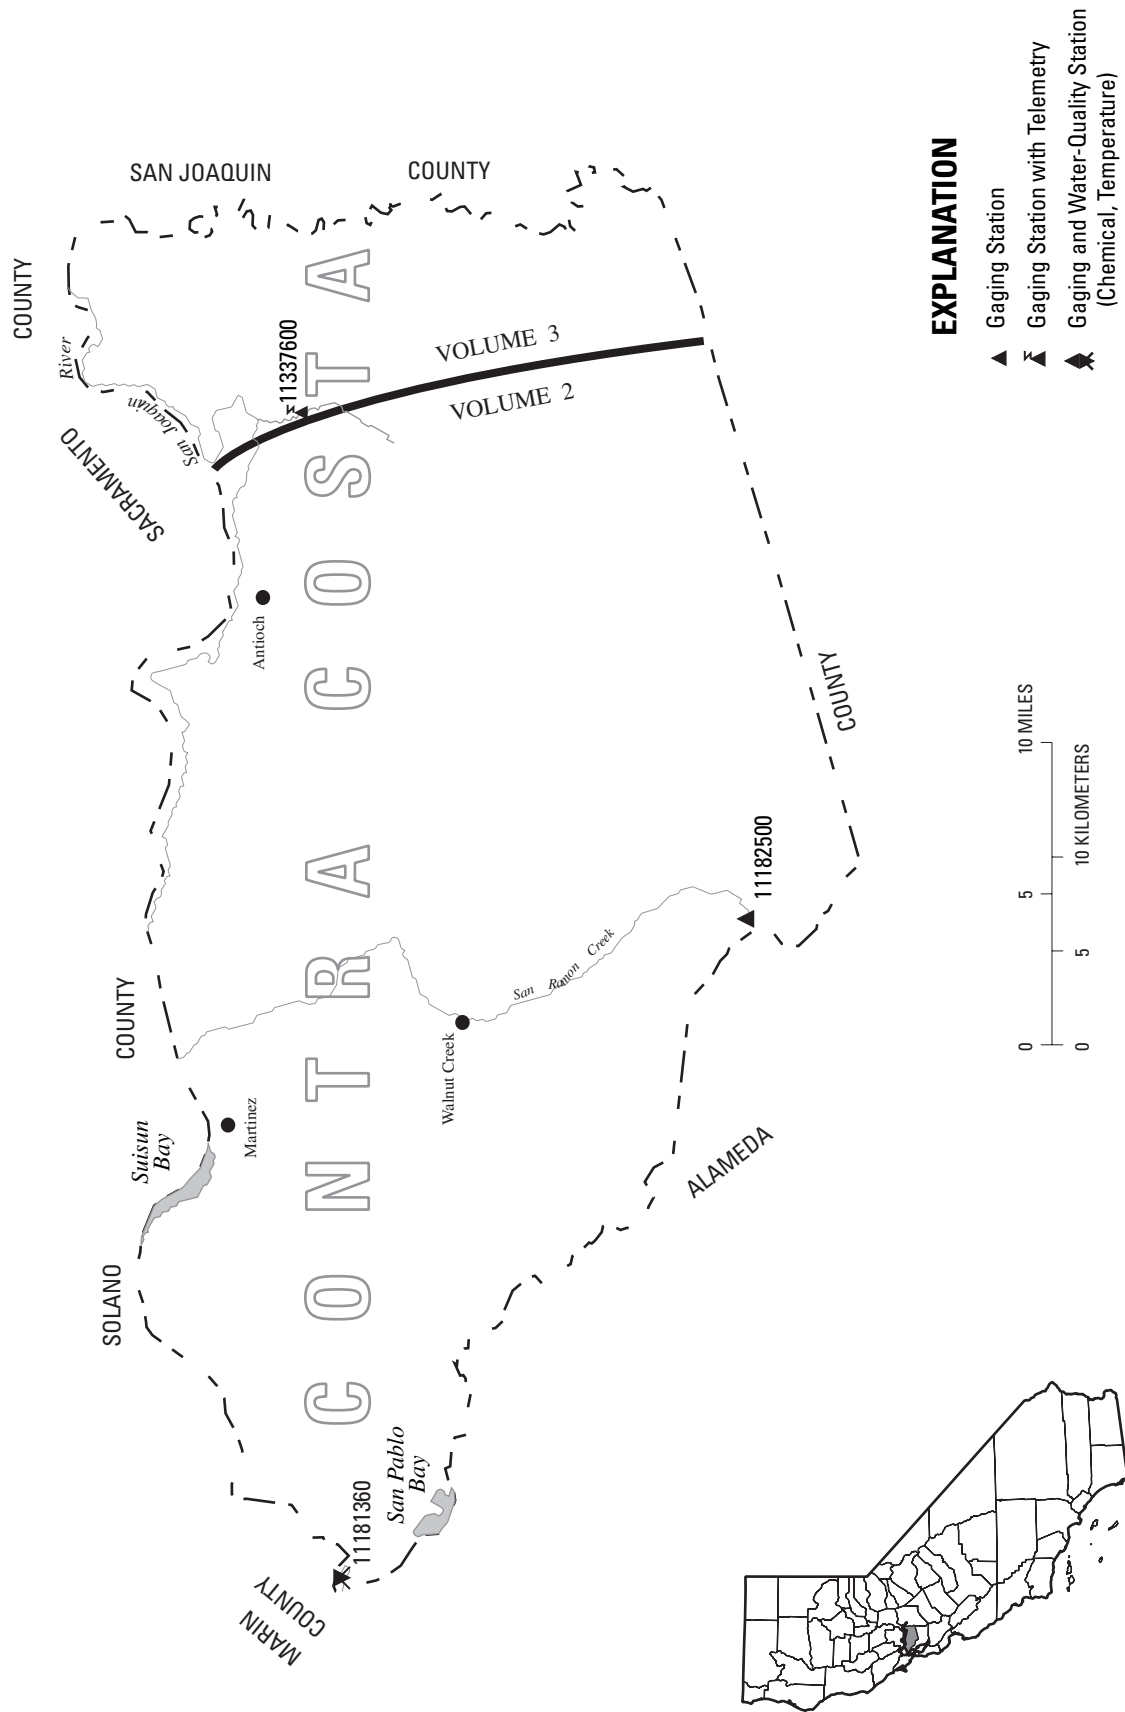 COUNTY
SAN JOAQUIN
COUNTY
River
San Joaquin
SACRAMENTO
11337600
VOLUME 3
VOLUME 2
Antioch
CONTRA COSTA
COUNTY
COUNTY
11182500
San Ramon Creek
Walnut Creek
Martinez
Suisun
Bay
SOLANO
ALAMEDA
San Pablo
Bay
11181360
MARIN
COUNTY
EXPLANATION
Gaging Station
Gaging Station with Telemetry
Gaging and Water-Quality Station
(Chemical, Temperature)
0 5 10 MILES
0 5 10 KILOMETERS